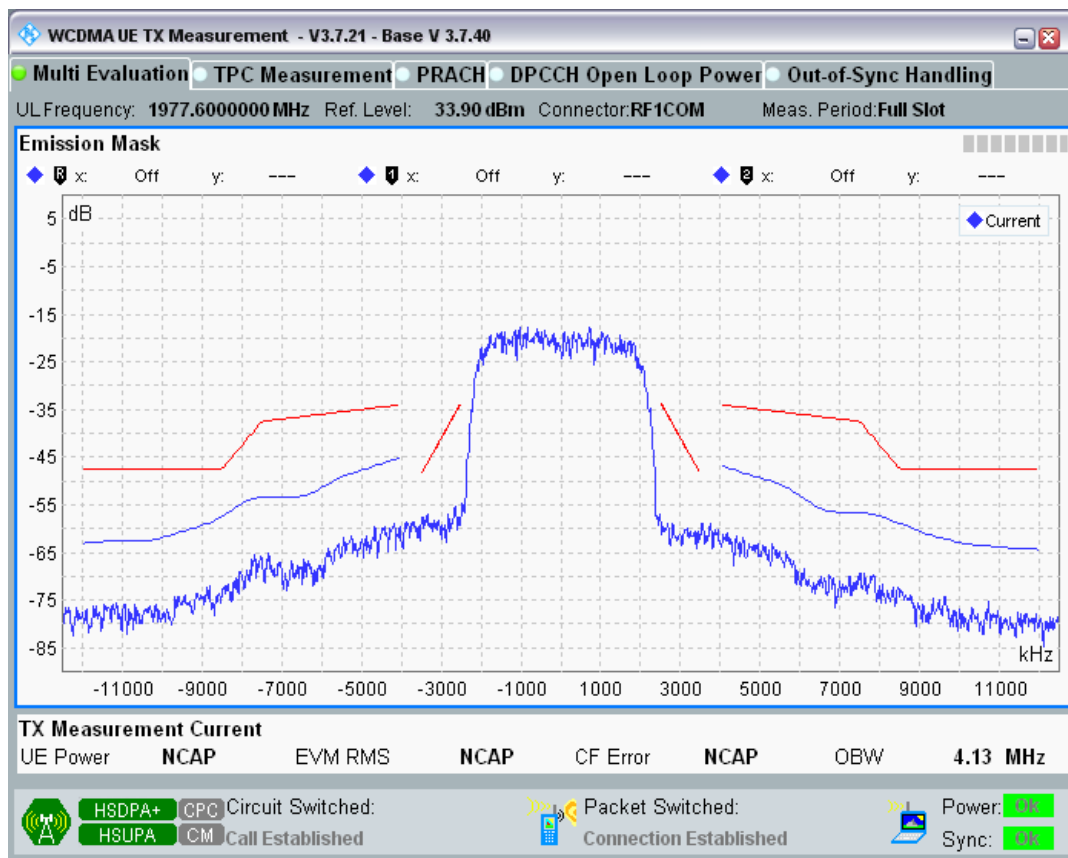 WCDMA UE TX Measurement - V3.7.21 - Base V 3.7.40
Multi Evaluation TPC Measurement PRACH DPCCH Open Loop Power Out-of-Sync Handling
UL Frequency: 1977.6000000 MHz Ref. Level: 33.90 dBm Connector:RF1COM Meas. Period:Full Slot
Emission Mask
R x: Off y: --- 1 x: Off y: --- 2 x: Off y: ---
dB
Current
5
-5
-15
-25
-35
-45
-55
-65
-75
-85
kHz
-11000 -9000 -7000 -5000 -3000 -1000 1000 3000 5000 7000 9000 11000
TX Measurement Current
UE Power NCAP EVM RMS NCAP CF Error NCAP OBW 4.13 MHz
HSDPA+ CPC Circuit Switched: Packet Switched: Power: Ok
HSUPA CM Call Established Connection Established Sync: Ok